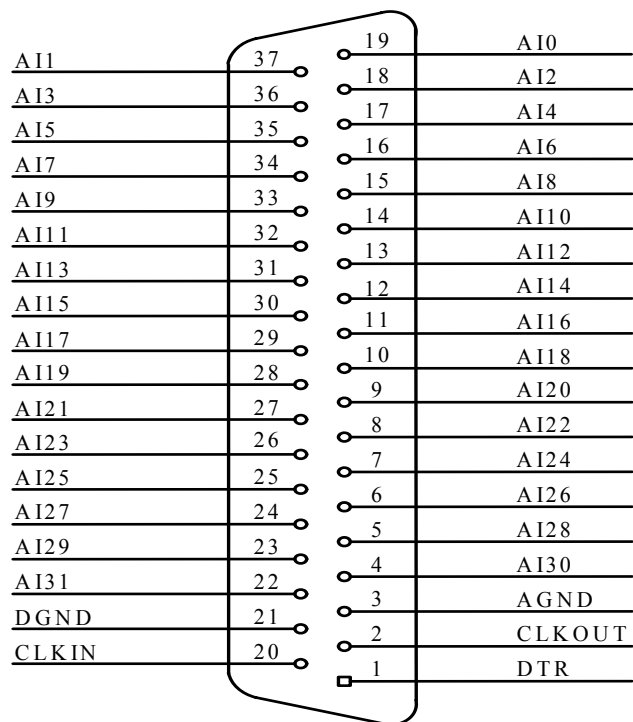 19 AI0
AI1 37
18 AI2
AI3 36
17 AI4
AI5 35
16 AI6
AI7 34
15 AI8
AI9 33
14 AI10
AI11 32
13 AI12
AI13 31
12 AI14
AI15 30
11 AI16
AI17 29
10 AI18
AI19 28
9 AI20
AI21 27
8 AI22
AI23 26
7 AI24
AI25 25
6 AI26
AI27 24
5 AI28
AI29 23
4 AI30
AI31 22
3 AGND
DGND 21
2 CLKOUT
CLKIN 20
1 DTR